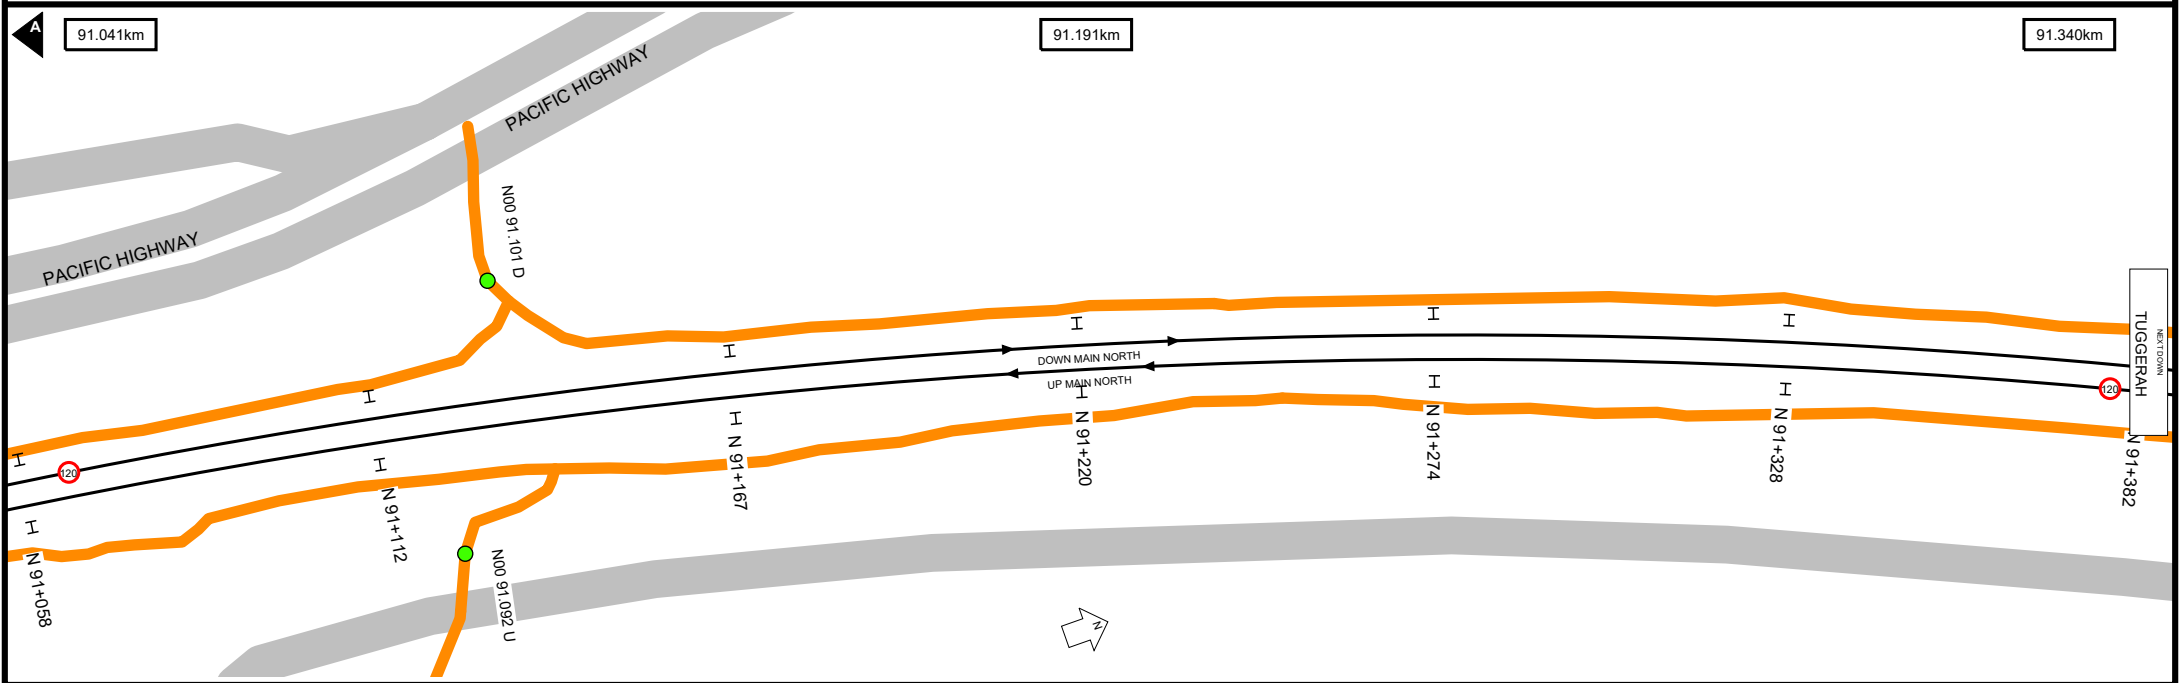 A
91.041km
91.191km
91.340km
PACIFIC HIGHWAY
PACIFIC HIGHWAY
N00 91.101 D
DOWN MAIN NORTH
UP MAIN NORTH
120
120
NEXT DOWN
TUGGERAH
N 91+058
N 91+112
N 91+167
N 91+220
N 91+274
N 91+328
N 91+382
N00 91.092 U
N